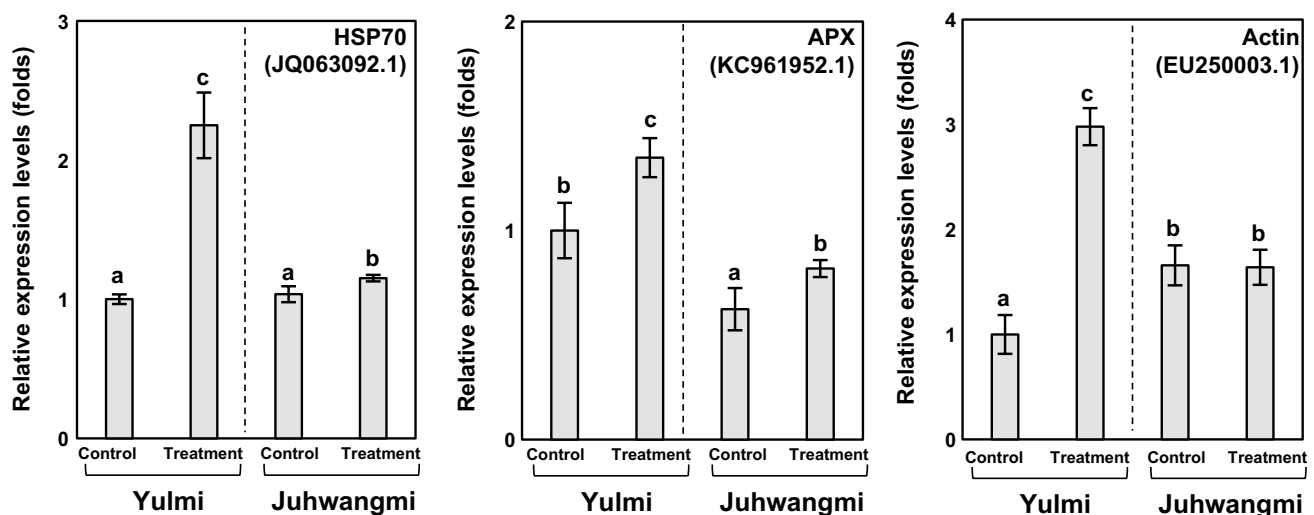 Relative expression levels (folds)
3
2
1
0
HSP70
(JQ063092.1)
a
c
a
b
Control Treatment Control Treatment
Yulmi Juhwangmi
Relative expression levels (folds)
2
1
0
APX
(KC961952.1)
b
c
a
b
Control Treatment Control Treatment
Yulmi Juhwangmi
Relative expression levels (folds)
4
3
2
1
0
Actin
(EU250003.1)
a
c
b
b
Control Treatment Control Treatment
Yulmi Juhwangmi